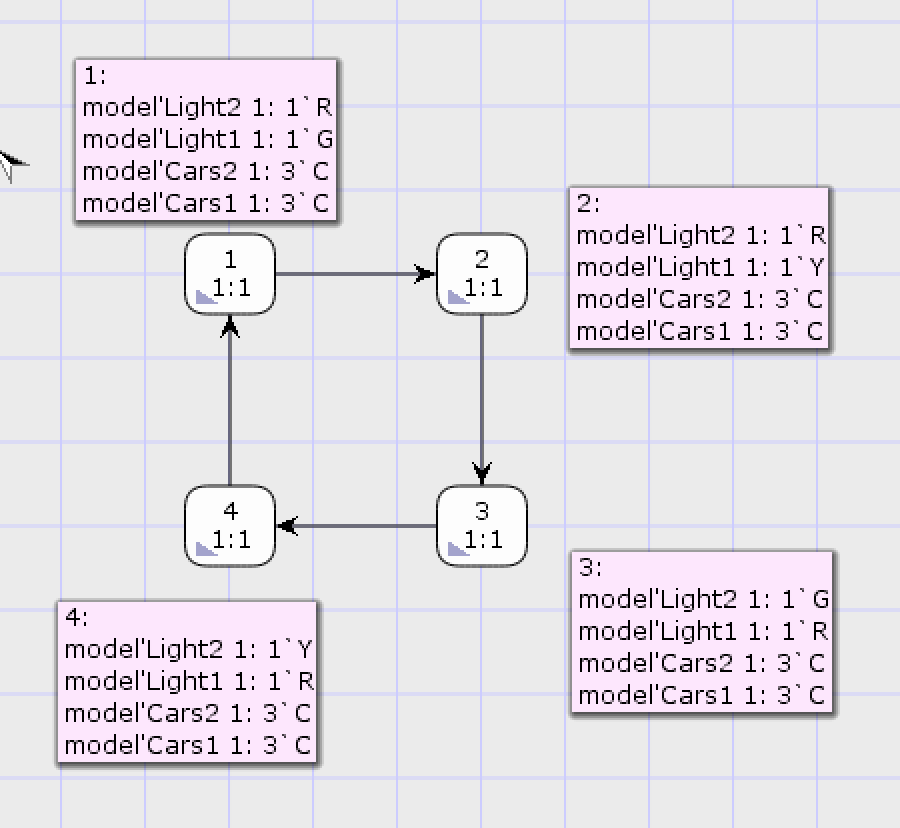 1:
model'Light2 1: 1`R
model'Light1 1: 1`G
model'Cars2 1: 3`C
model'Cars1 1: 3`C
2:
model'Light2 1: 1`R
model'Light1 1: 1`Y
model'Cars2 1: 3`C
model'Cars1 1: 3`C
1
1:1
2
1:1
4
1:1
3
1:1
3:
model'Light2 1: 1`G
model'Light1 1: 1`R
model'Cars2 1: 3`C
model'Cars1 1: 3`C
4:
model'Light2 1: 1`Y
model'Light1 1: 1`R
model'Cars2 1: 3`C
model'Cars1 1: 3`C